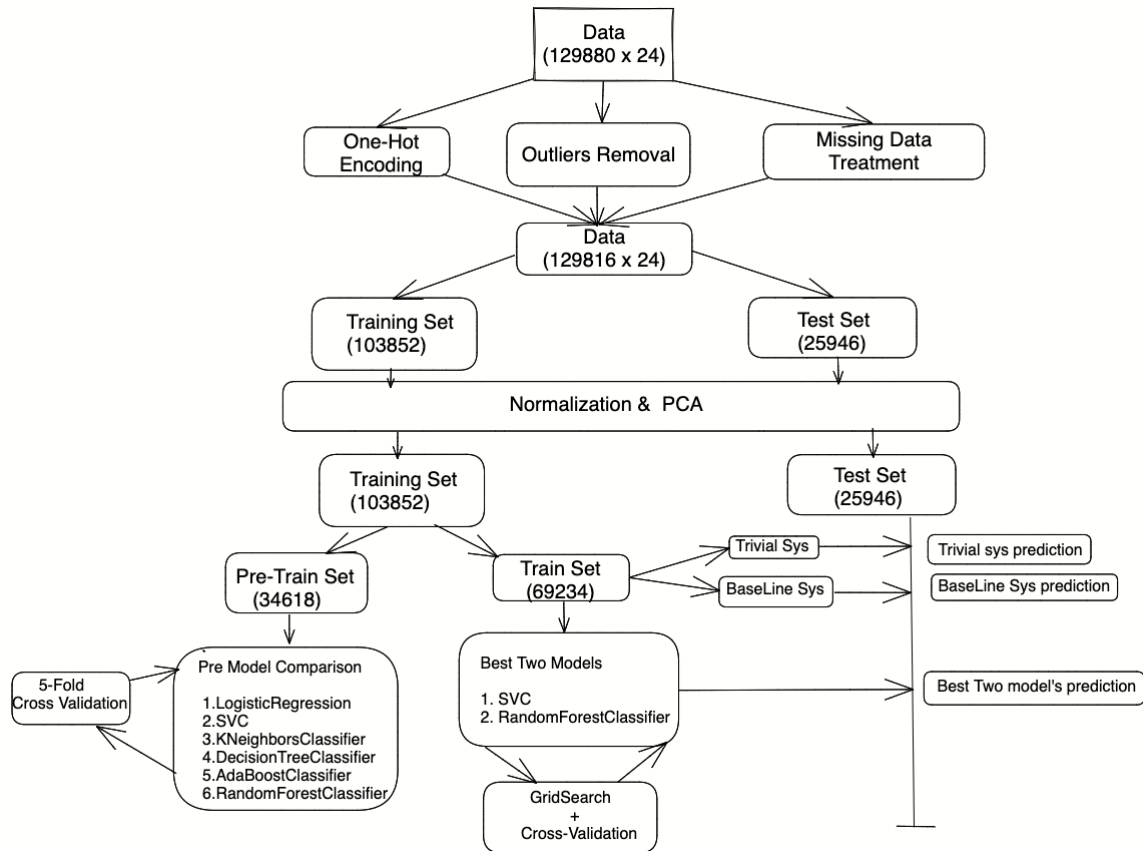 Data
(129880 x 24)
One-Hot
Encoding
Outliers Removal
Missing Data
Treatment
Data
(129816 x 24)
Training Set
(103852)
Test Set
(25946)
Normalization & PCA
Training Set
(103852)
Test Set
(25946)
Pre-Train Set
(34618)
Train Set
(69234)
Trivial Sys
Trivial sys prediction
BaseLine Sys
BaseLine Sys prediction
5-Fold
Cross Validation
Pre Model Comparison
1.LogisticRegression
2.SVC
3.KNeighborsClassifier
4.DecisionTreeClassifier
5.AdaBoostClassifier
6.RandomForestClassifier
Best Two Models
1. SVC
2. RandomForestClassifier
Best Two model's prediction
GridSearch
+
Cross-Validation